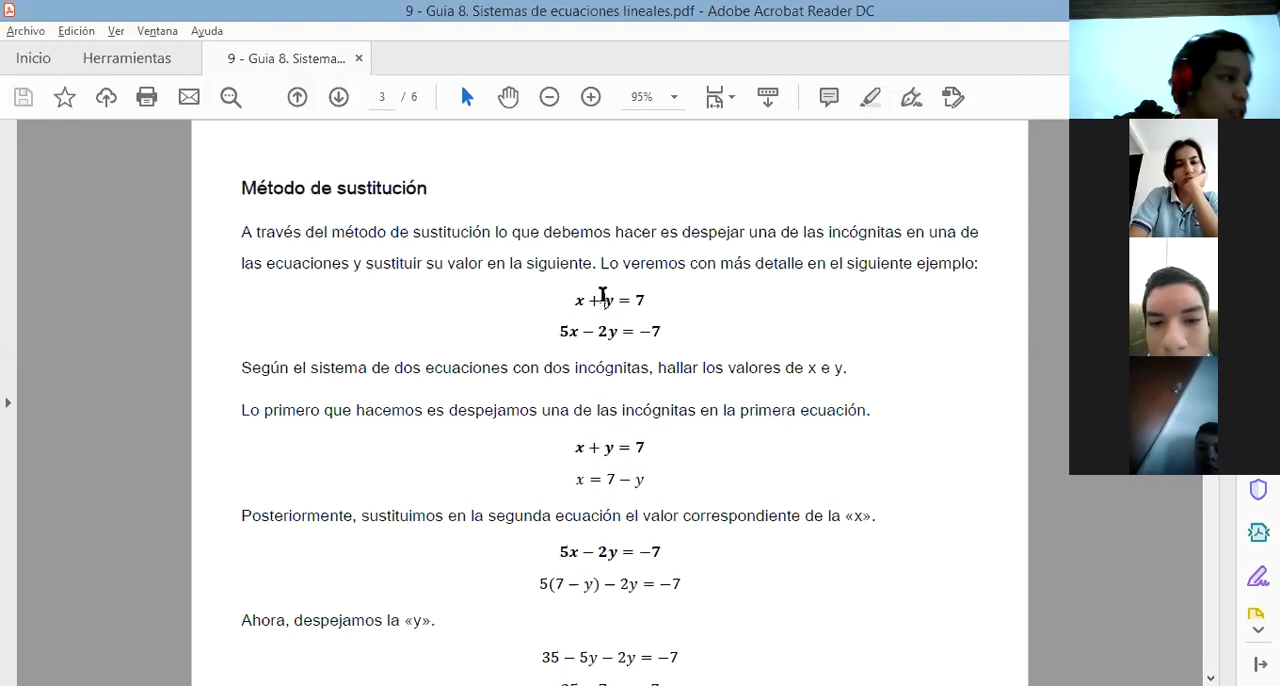 9 - Guia 8. Sistemas de ecuaciones lineales.pdf - Adobe Acrobat Reader DC
Archivo Edición Ver Ventana Ayuda
Inicio Herramientas 9 - Guia 8. Sistema... ×
3 / 6 95%
Método de sustitución
A través del método de sustitución lo que debemos hacer es despejar una de las incógnitas en una de
las ecuaciones y sustituir su valor en la siguiente. Lo veremos con más detalle en el siguiente ejemplo:
x + y = 7
5x − 2y = −7
Según el sistema de dos ecuaciones con dos incógnitas, hallar los valores de x e y.
Lo primero que hacemos es despejamos una de las incógnitas en la primera ecuación.
x + y = 7
x = 7 − y
Posteriormente, sustituimos en la segunda ecuación el valor correspondiente de la «x».
5x − 2y = −7
5(7 − y) − 2y = −7
Ahora, despejamos la «y».
35 − 5y − 2y = −7